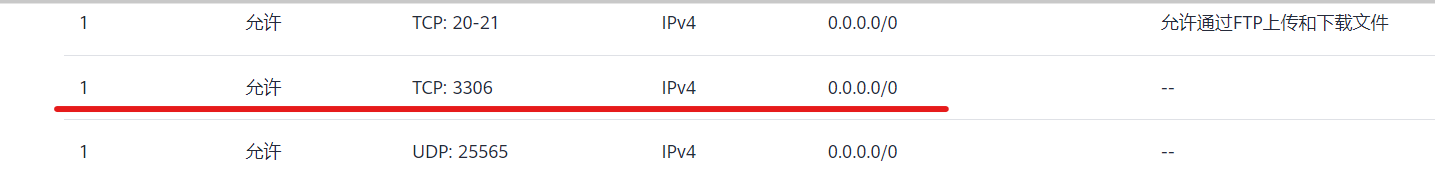 1 允许 TCP: 20-21 IPv4 0.0.0.0/0 允许通过FTP上传和下载文件
1 允许 TCP: 3306 IPv4 0.0.0.0/0 --
1 允许 UDP: 25565 IPv4 0.0.0.0/0 --